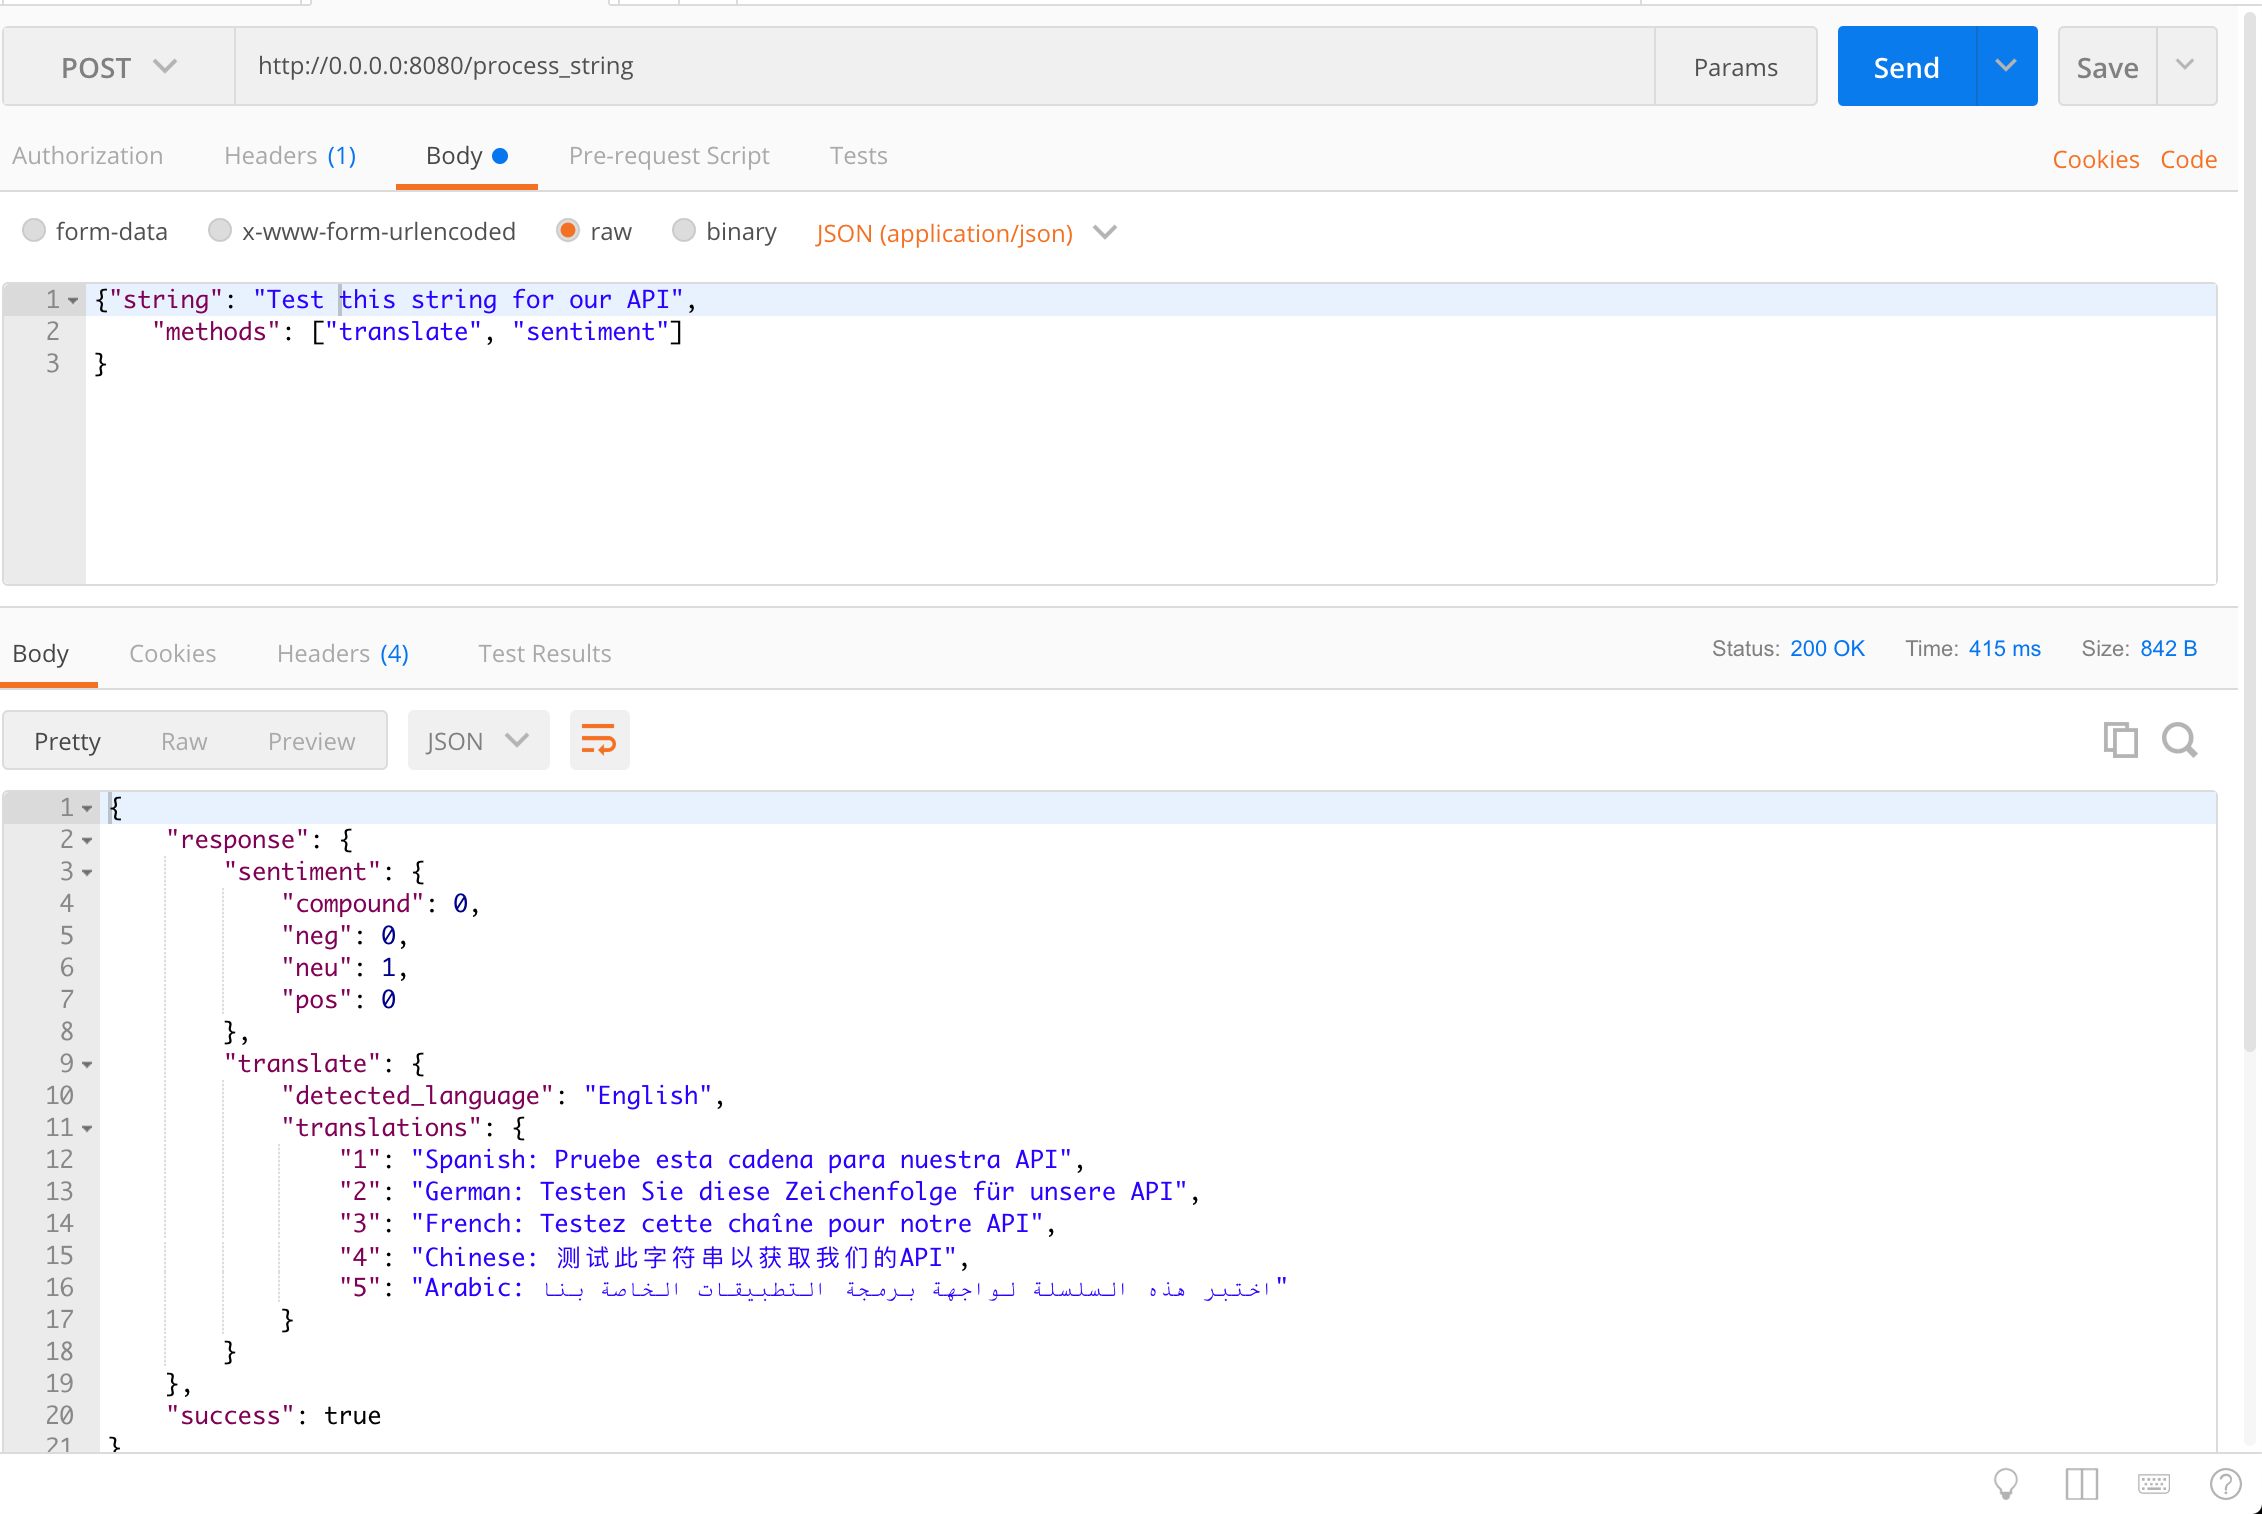 POST http://0.0.0.0:8080/process_string Params Send Save
Authorization Headers (1) Body Pre-request Script Tests Cookies Code
form-data x-www-form-urlencoded raw binary JSON (application/json)
1 {"string": "Test this string for our API",
2 "methods": ["translate", "sentiment"]
3 }
Body Cookies Headers (4) Test Results Status: 200 OK Time: 415 ms Size: 842 B
Pretty Raw Preview JSON
1 {
2 "response": {
3 "sentiment": {
4 "compound": 0,
5 "neg": 0,
6 "neu": 1,
7 "pos": 0
8 },
9 "translate": {
10 "detected_language": "English",
11 "translations": {
12 "1": "Spanish: Pruebe esta cadena para nuestra API",
13 "2": "German: Testen Sie diese Zeichenfolge für unsere API",
14 "3": "French: Testez cette chaîne pour notre API",
15 "4": "Chinese: 测试此字符串以获取我们的API",
16 "5": "Arabic: اختبر هذه السلسلة لواجهة برمجة التطبيقات الخاصة بنا"
17 }
18 }
19 },
20 "success": true
21 }